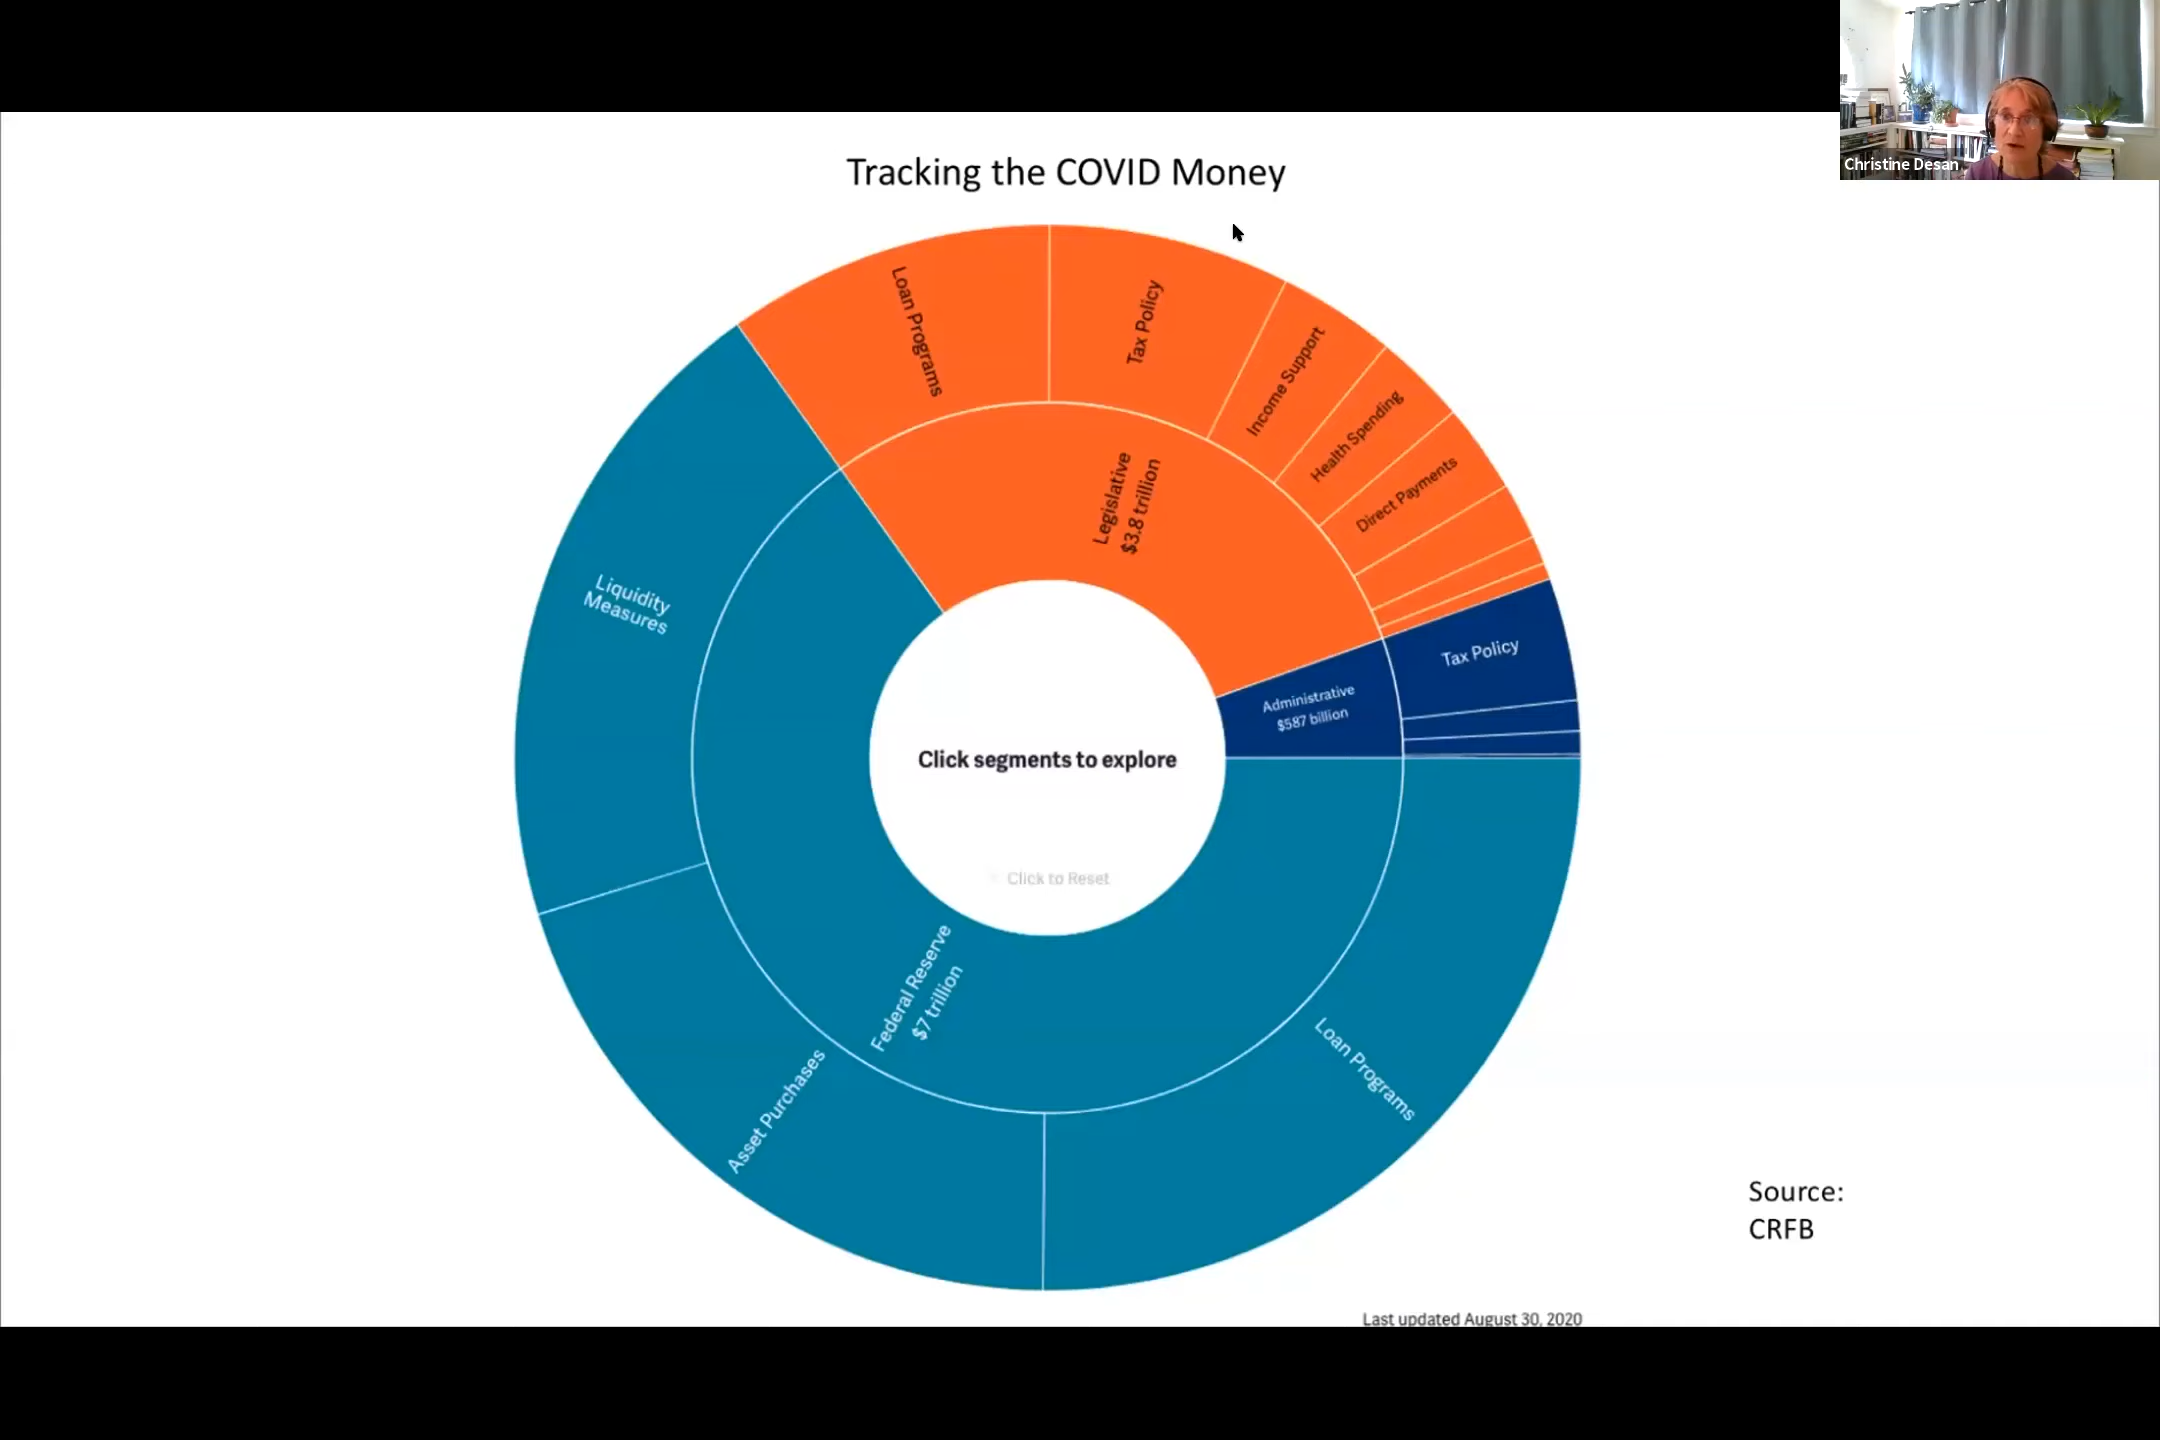 Christine Desan
Tracking the COVID Money
Loan Programs
Tax Policy
Income Support
Health Spending
Direct Payments
Legislative
$3.8 trillion
Tax Policy
Administrative
$587 billion
Liquidity
Measures
Click segments to explore
Click to Reset
Federal Reserve
$7 trillion
Asset Purchases
Loan Programs
Source:
CRFB
Last updated August 30, 2020